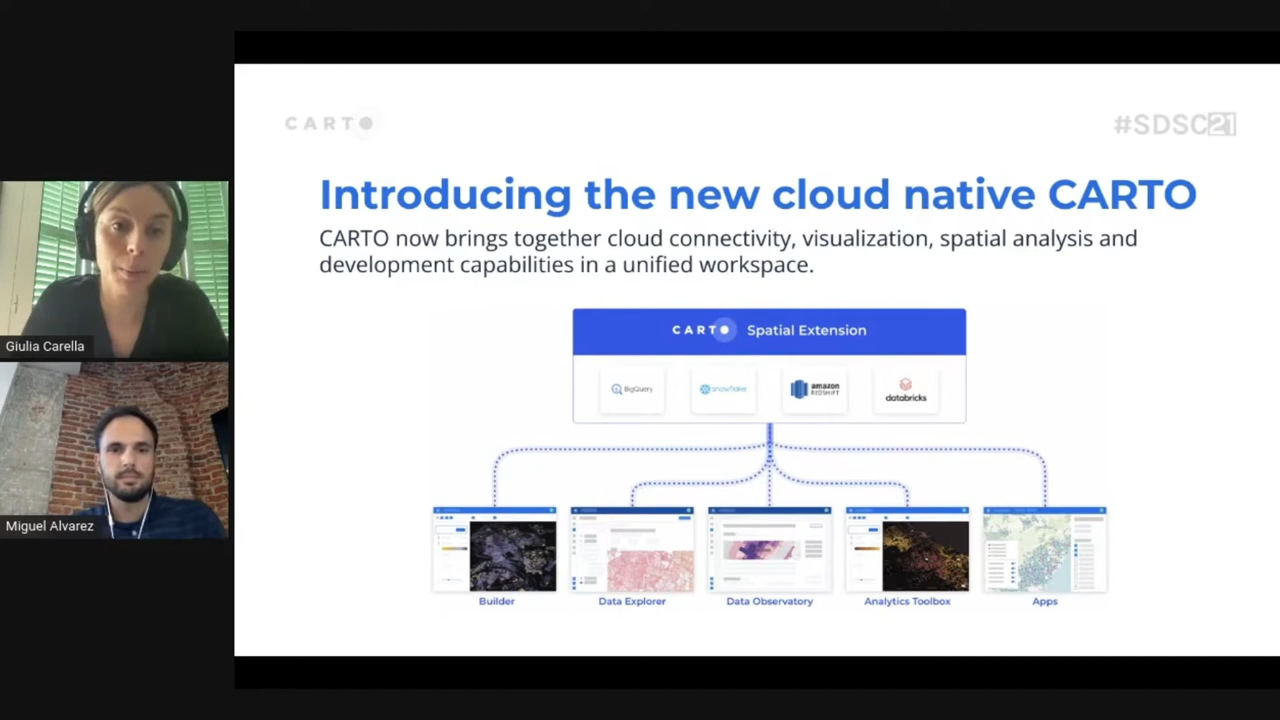 CARTO
#SDSC21
Introducing the new cloud native CARTO
CARTO now brings together cloud connectivity, visualization, spatial analysis and
development capabilities in a unified workspace.
CARTO Spatial Extension
BigQuery
snowflake
amazon
REDSHIFT
databricks
Builder
Data Explorer
Data Observatory
Analytics Toolbox
Apps
Giulia Carella
Miguel Alvarez